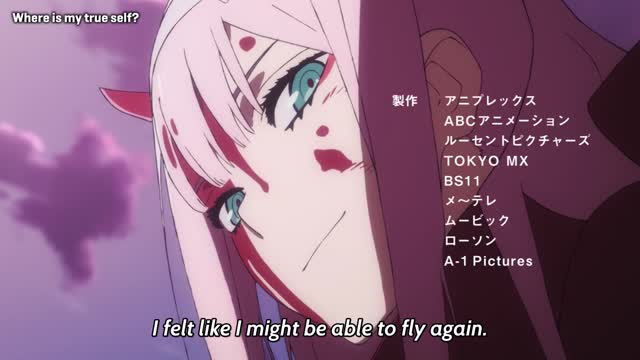 Where is my true self?
製作 アニプレックス
ABCアニメーション
ルーセントピクチャーズ
TOKYO MX
BS11
メ~テレ
ムービック
ローソン
A-1 Pictures
I felt like I might be able to fly again.